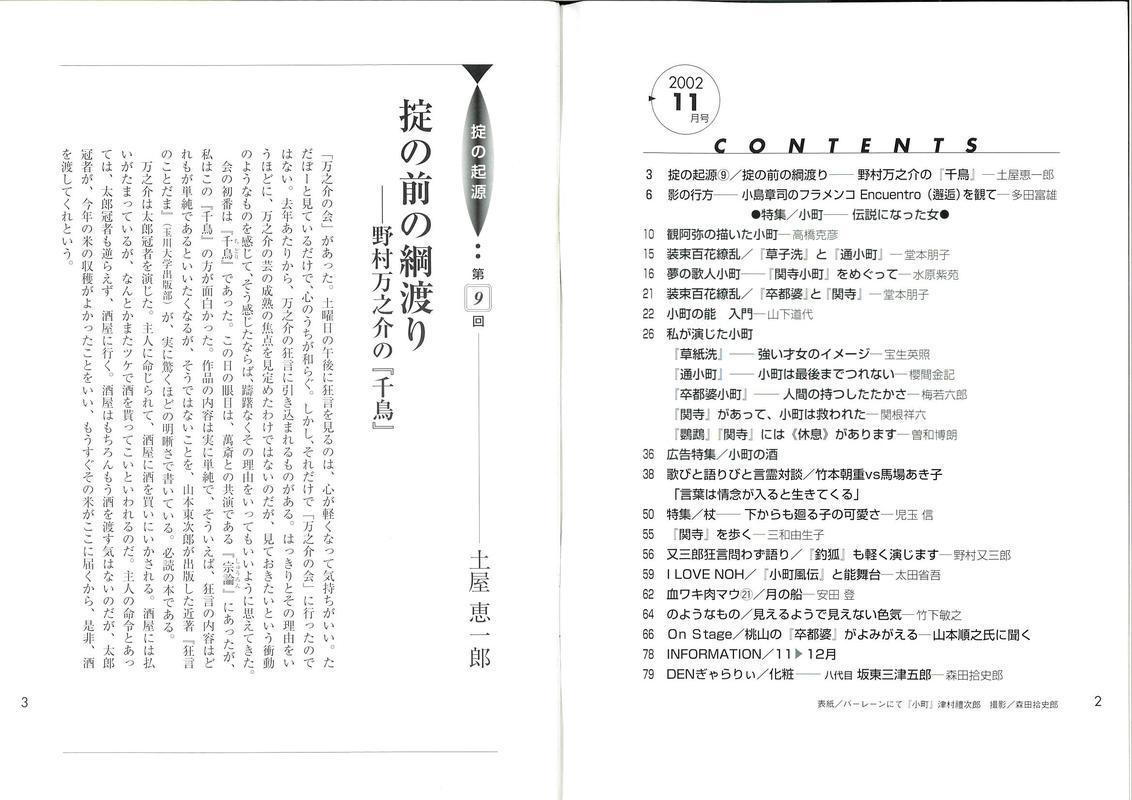 2002
11
月号
CONTENTS
3 掟の起源⑨／掟の前の綱渡り── 野村万之介の『千鳥』─土屋恵一郎
6 影の行方── 小島章司のフラメンコ Encuentro（邂逅）を観て─多田富雄
●特集／小町── 伝説になった女●
10 観阿弥の描いた小町─高橋克彦
15 装束百花繚乱／『草子洗』と『通小町』─堂本朋子
16 夢の歌人小町──『関寺小町』をめぐって─水原紫苑
21 装束百花繚乱／『卒都婆』と『関寺』─堂本朋子
22 小町の能 入門─山下道代
26 私が演じた小町
『草紙洗』── 強い才女のイメージ─宝生英照
『通小町』── 小町は最後までつれない─櫻間金記
『卒都婆小町』── 人間の持つしたたかさ─梅若六郎
『関寺』があって、小町は救われた─関根祥六
『鸚鵡』『関寺』には《休息》があります─曽和博朗
36 広告特集／小町の酒
38 歌びと語りびと言霊対談／竹本朝重vs馬場あき子
「言葉は情念が入ると生きてくる」
50 特集／杖── 下からも廻る子の可愛さ─児玉 信
55 『関寺』を歩く─三和由生子
56 又三郎狂言問わず語り／『釣狐』も軽く演じます─野村又三郎
59 I LOVE NOH／『小町風伝』と能舞台─太田省吾
62 血ワキ肉マウ㉑／月の船─安田 登
64 のようなもの／見えるようで見えない色気─竹下敏之
66 On Stage／桃山の『卒都婆』がよみがえる─山本順之氏に聞く
78 INFORMATION／11▶12月
79 DENぎゃらりぃ／化粧── 八代目 坂東三津五郎─森田拾史郎
表紙／バーレーンにて『小町』津村禮次郎 撮影／森田拾史郎
2
掟の起源
第9回
土屋恵一郎
掟の前の綱渡り
──野村万之介の『千鳥』
「万之介の会」があった。土曜日の午後に狂言を見るのは、心が軽くなって気持ちがいい。た
だぼーと見ているだけで、心のうちが和らぐ。しかし、それだけで「万之介の会」に行ったので
はない。去年あたりから、万之介の狂言に引き込まれるものがある。はっきりとその理由をい
うほどに、万之介の芸の成熟の焦点を見定めたわけではないのだが、見ておきたいという衝動
のようなものを感じて、そう感じたならば、躊躇なくその理由をいってもいいように思えてきた。
会の初番は『千鳥』であった。この日の眼目は、萬斎との共演である『宗論』にあったが、
私はこの『千鳥』の方が面白かった。作品の内容は実に単純で、そういえば、狂言の内容はど
れもが単純であるといいたくなるが、そうではないことを、山本東次郎が出版した近著『狂言
のことだま』（玉川大学出版部）が、実に驚くほどの明晰さで書いている。必読の本である。
万之介は太郎冠者を演じた。主人に命じられて、酒屋に酒を買いにいかされる。酒屋には払
いがたまっているが、なんとかまたツケで酒を貰ってこいといわれるのだ。主人の命令とあっ
ては、太郎冠者も逆らえず、酒屋に行く。酒屋はもちろんもう酒を渡す気はないのだが、太郎
冠者が、今年の米の収穫がよかったことをいい、もうすぐその米がここに届くから、是非、酒
を渡してくれという。
3